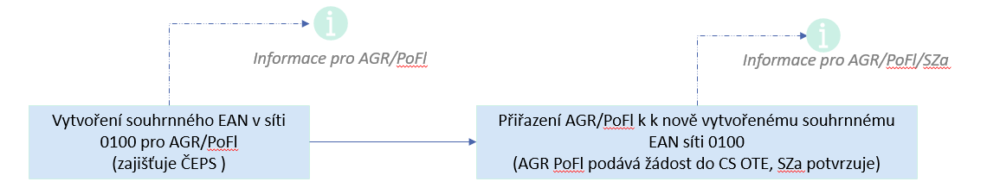 Informace pro AGR/PoFl
Informace pro AGR/PoFl/SZa
Vytvoření souhrnného EAN v síti
0100 pro AGR/PoFl
(zajišťuje ČEPS )
Přiřazení AGR/PoFl k k nově vytvořenému souhrnnému
EAN síti 0100
(AGR PoFl podává žádost do CS OTE, SZa potvrzuje)